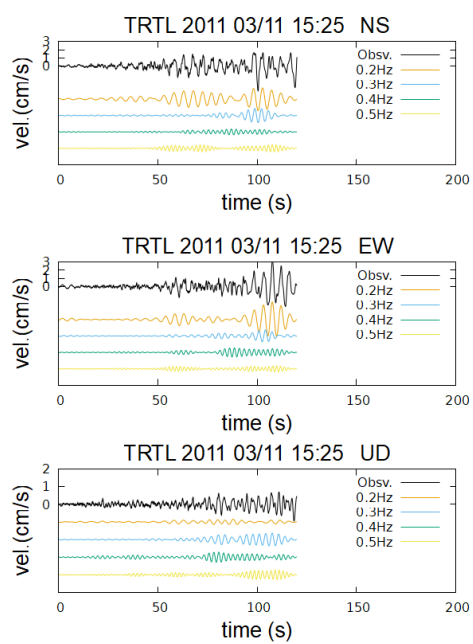 TRTL 2011 03/11 15:25 NS
3
2
1
0
vel.(cm/s)
Obsv.
0.2Hz
0.3Hz
0.4Hz
0.5Hz
0 50 100 150 200
time (s)
TRTL 2011 03/11 15:25 EW
3
2
1
0
vel.(cm/s)
Obsv.
0.2Hz
0.3Hz
0.4Hz
0.5Hz
0 50 100 150 200
time (s)
TRTL 2011 03/11 15:25 UD
2
1
0
vel.(cm/s)
Obsv.
0.2Hz
0.3Hz
0.4Hz
0.5Hz
0 50 100 150 200
time (s)